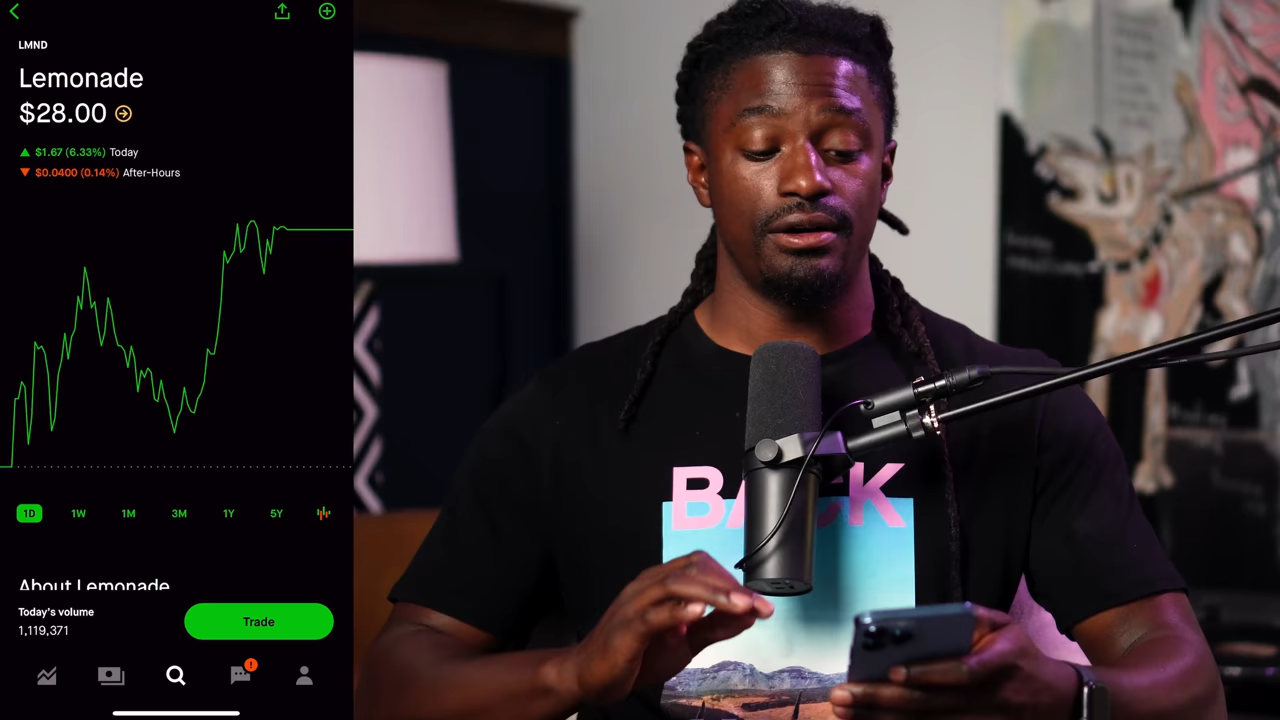 LMND
Lemonade
$28.00
$1.67 (6.33%) Today
$0.0400 (0.14%) After-Hours
1D 1W 1M 3M 1Y 5Y
About Lemonade
Today's volume
1,119,371
Trade
!
BACK